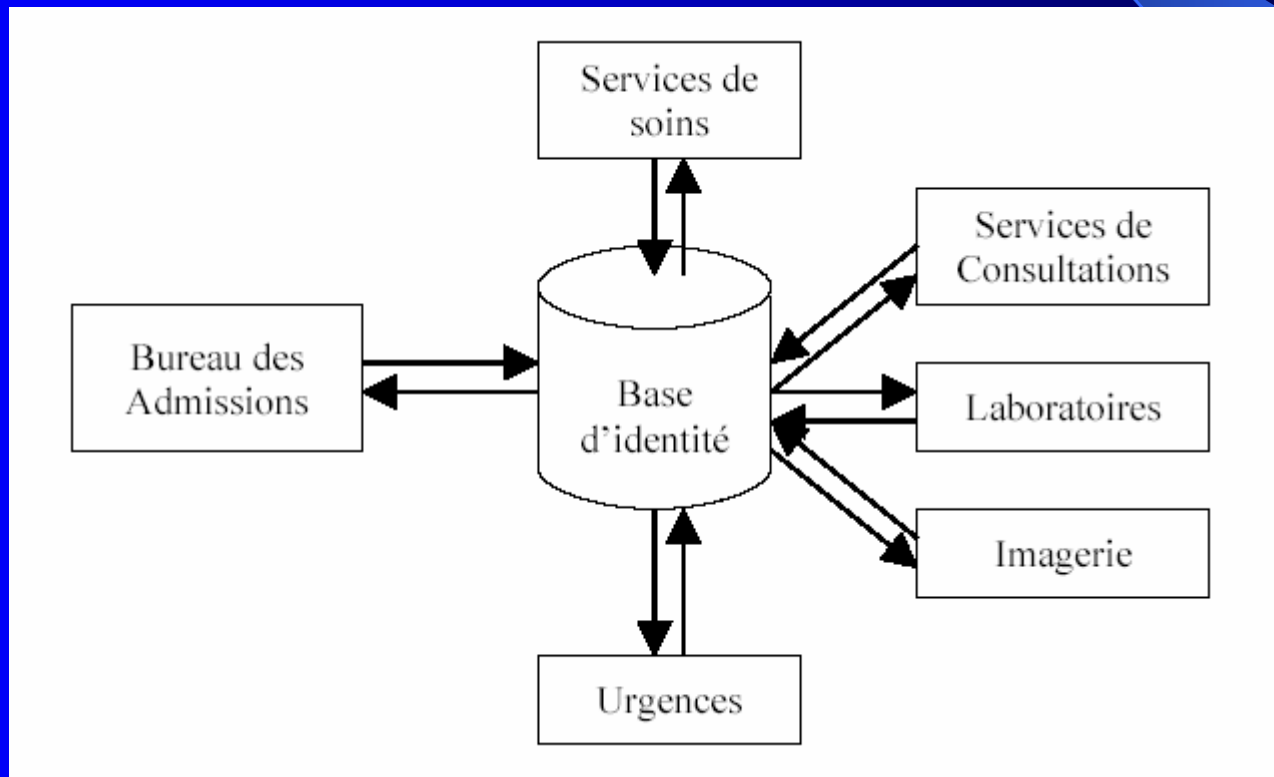 Services de
soins
Services de
Consultations
Bureau des
Admissions
Base
d’identité
Laboratoires
Imagerie
Urgences